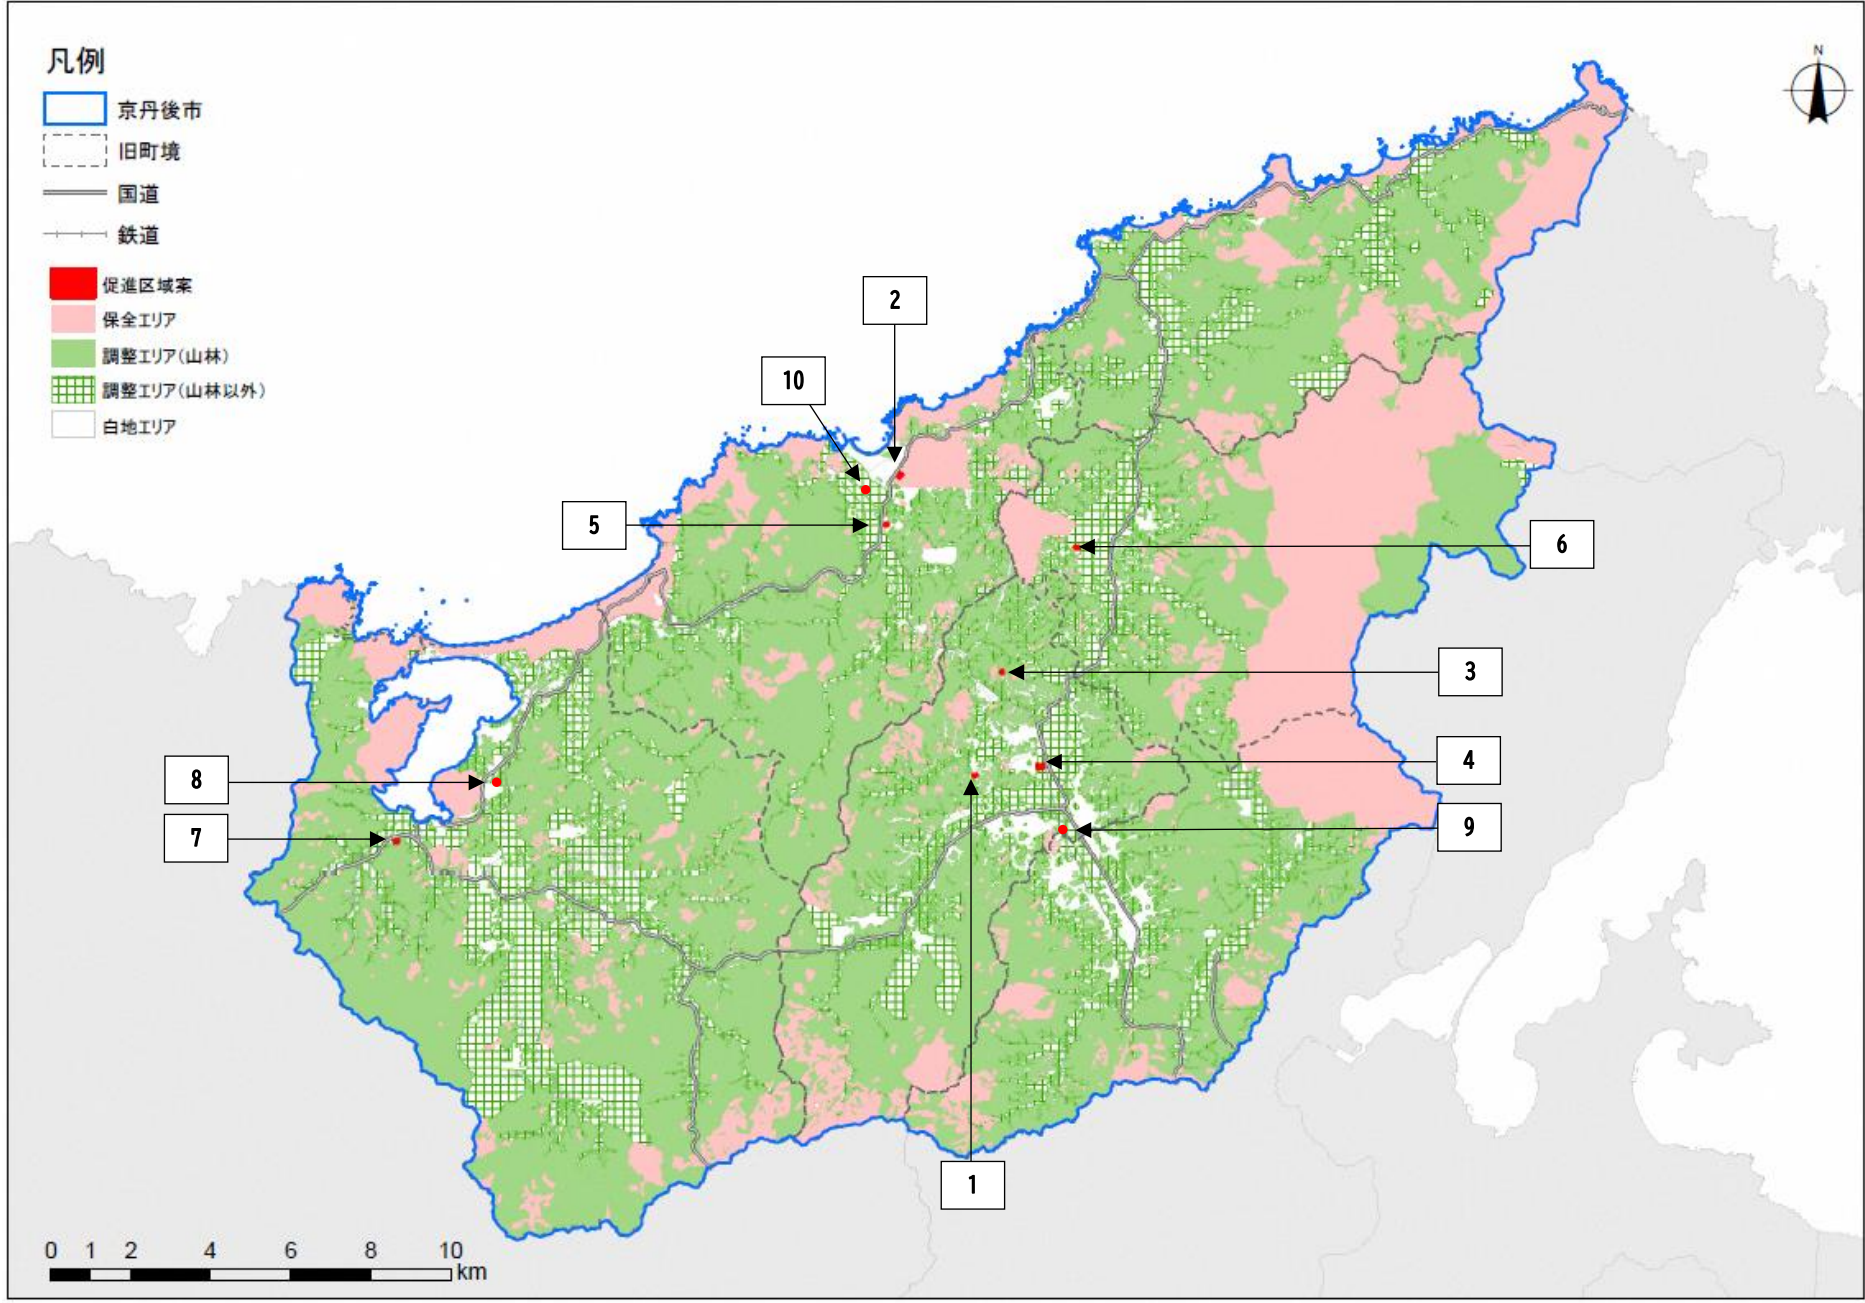 凡例
京丹後市
旧町境
国道
鉄道
促進区域案
保全エリア
調整エリア(山林)
調整エリア(山林以外)
白地エリア
N
2
10
5
6
3
8
4
7
9
1
0 1 2 4 6 8 10
km